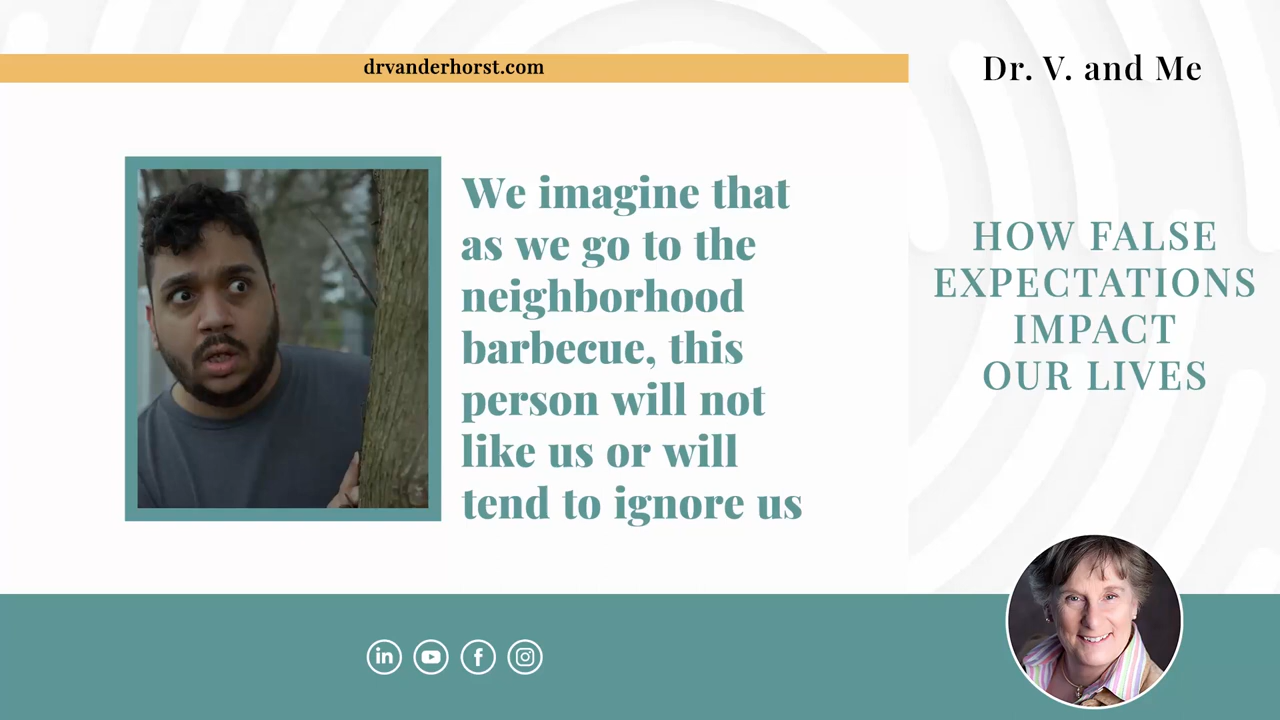 drvanderhorst.com
Dr. V. and Me
We imagine that
as we go to the
neighborhood
barbecue, this
person will not
like us or will
tend to ignore us
HOW FALSE
EXPECTATIONS
IMPACT
OUR LIVES
in
f